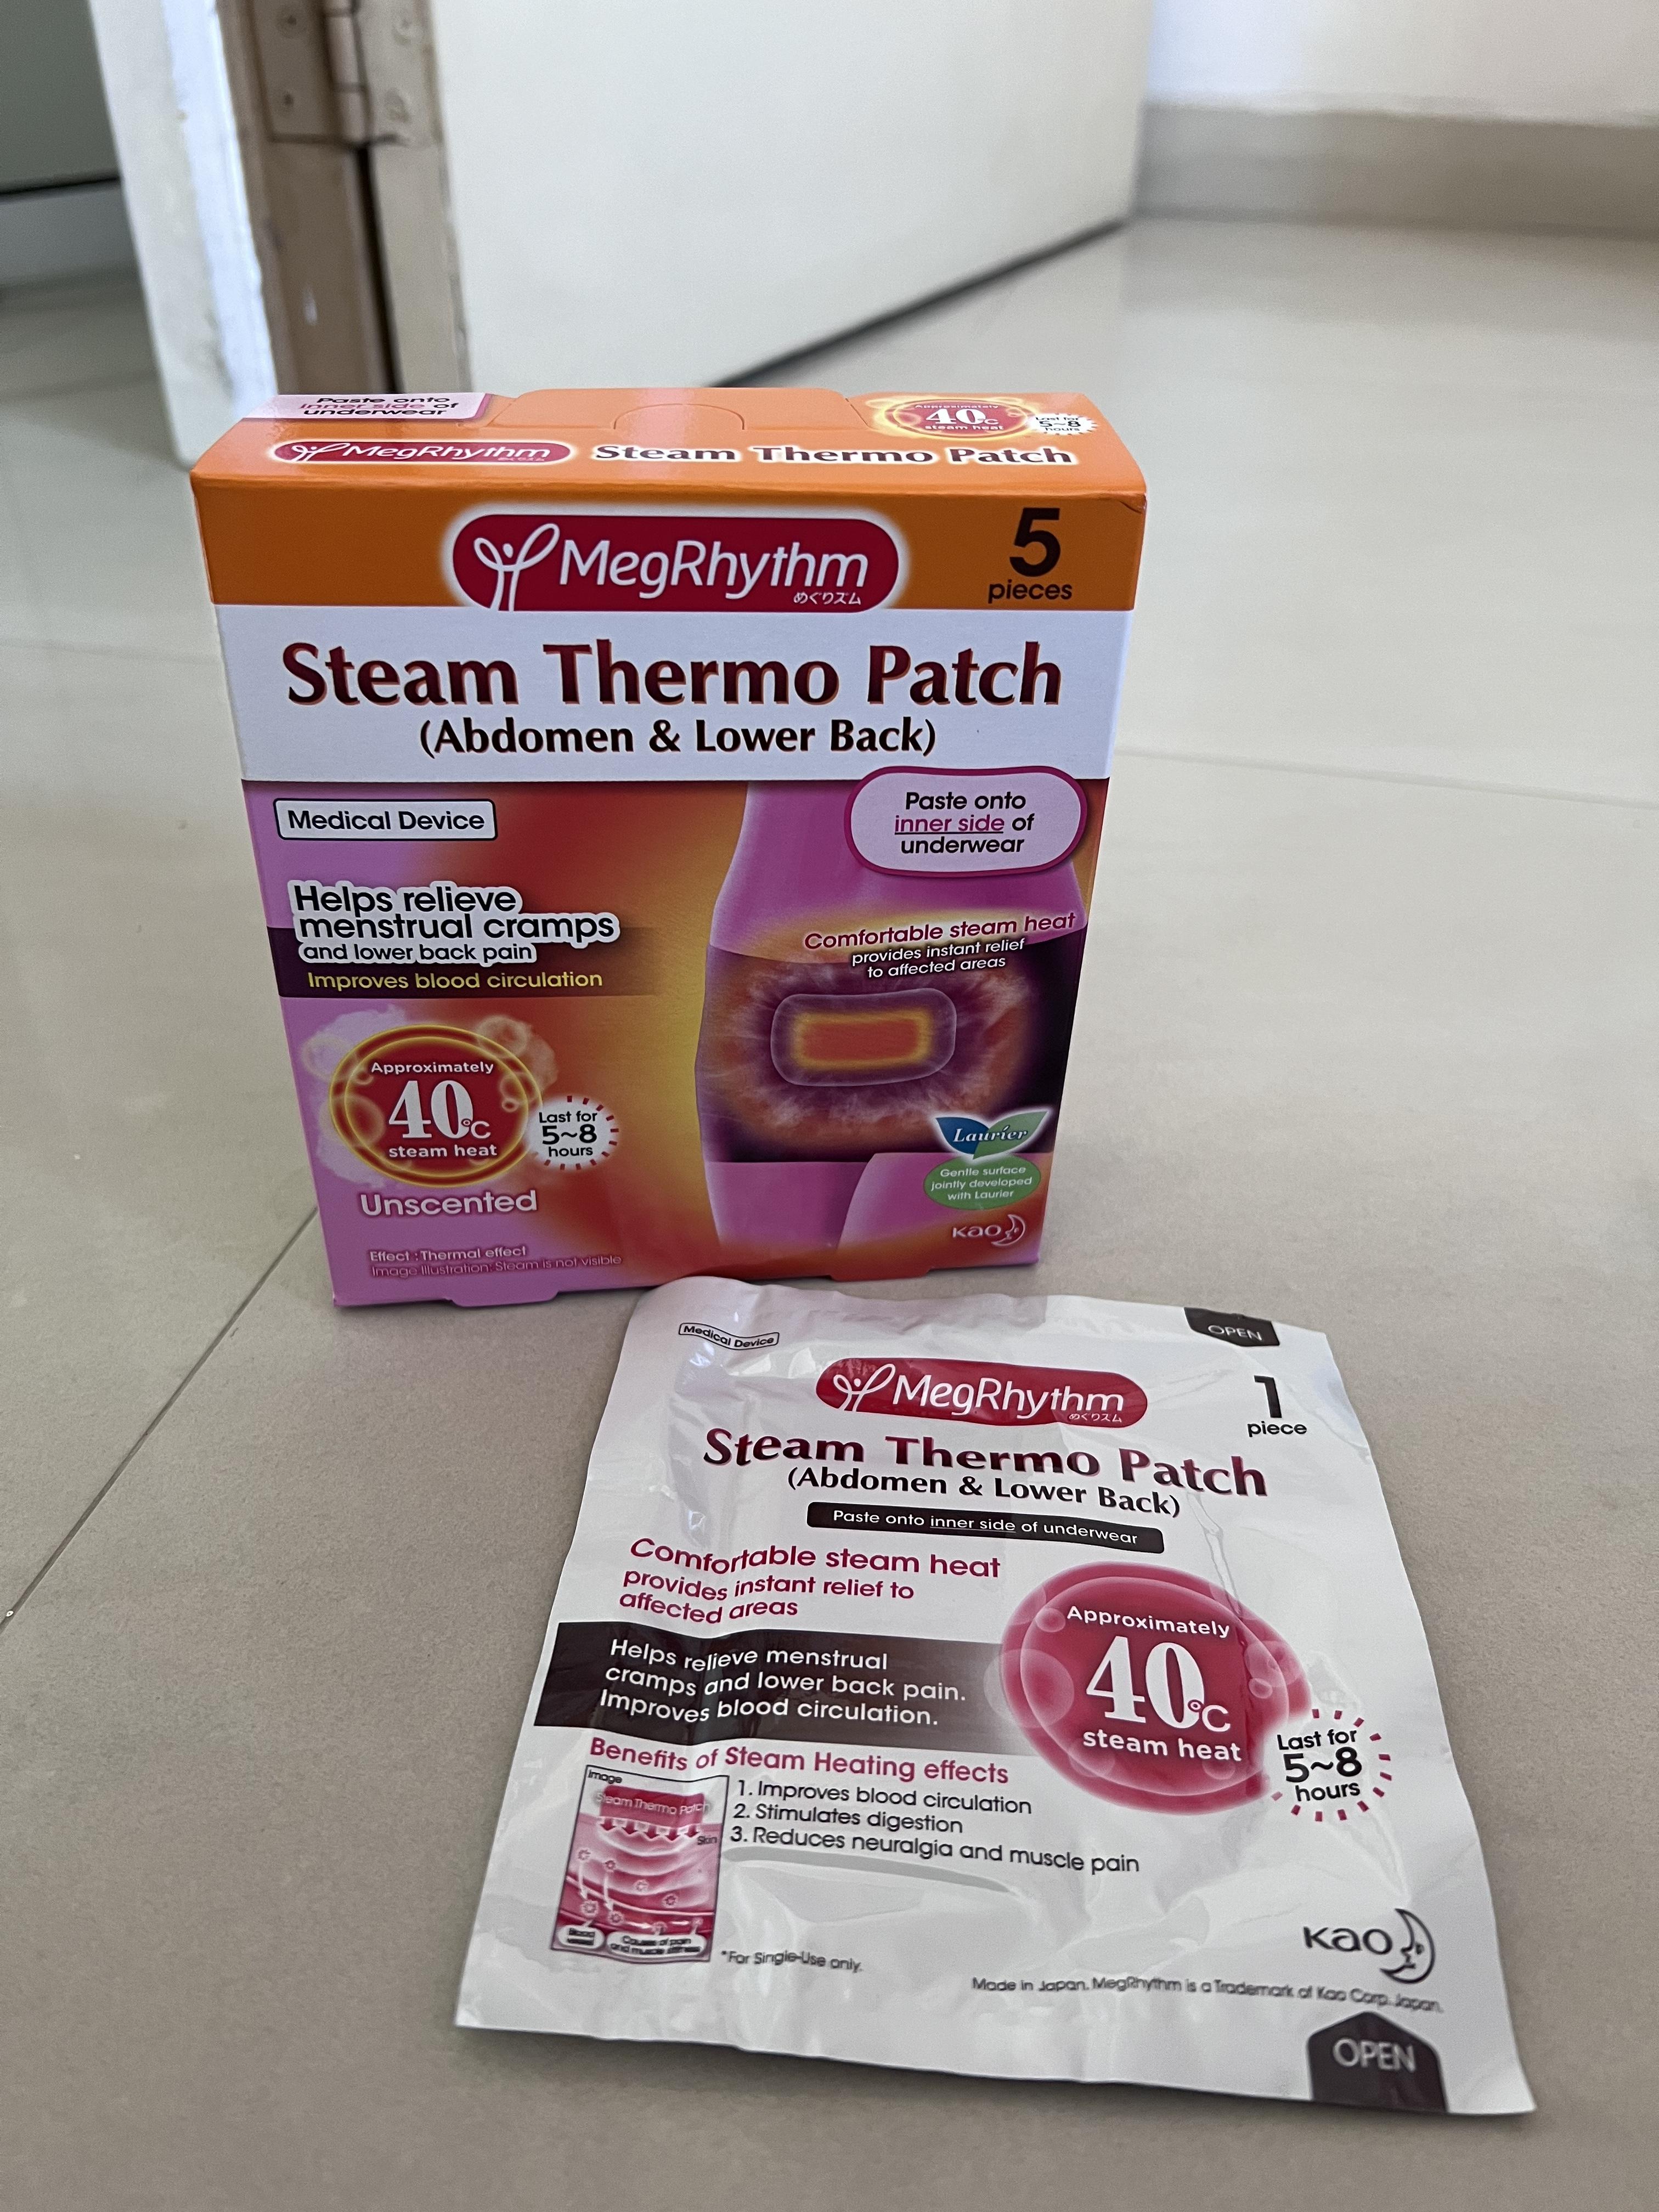 Paste onto
inner side of
underwear
Approximately
40°C
steam heat
Last for
5~8
hours
MegRhythm
めぐりズム
Steam Thermo Patch
MegRhythm
めぐりズム
5
pieces
Steam Thermo Patch
(Abdomen & Lower Back)
Medical Device
Paste onto
inner side of
underwear
Helps relieve
menstrual cramps
and lower back pain
Improves blood circulation
Comfortable steam heat
provides instant relief
to affected areas
Approximately
40°C
steam heat
Last for
5~8
hours
Unscented
Laurier
Gentle surface
jointly developed
with Laurier
Kao
Effect : Thermal effect
Image Illustration: Steam is not visible
Medical Device
OPEN
MegRhythm
めぐりズム
1
piece
Steam Thermo Patch
(Abdomen & Lower Back)
Paste onto inner side of underwear
Comfortable steam heat
provides instant relief to
affected areas
Helps relieve menstrual
cramps and lower back pain.
Improves blood circulation.
Approximately
40°C
steam heat
Last for
5~8
hours
Benefits of Steam Heating effects
Image
Steam Thermo Patch
Skin
Blood
vessel
Causes of pain
and muscle stiffness
1. Improves blood circulation
2. Stimulates digestion
3. Reduces neuralgia and muscle pain
*For Single-Use only.
Kao
Made in Japan. MegRhythm is a Trademark of Kao Corp. Japan.
OPEN